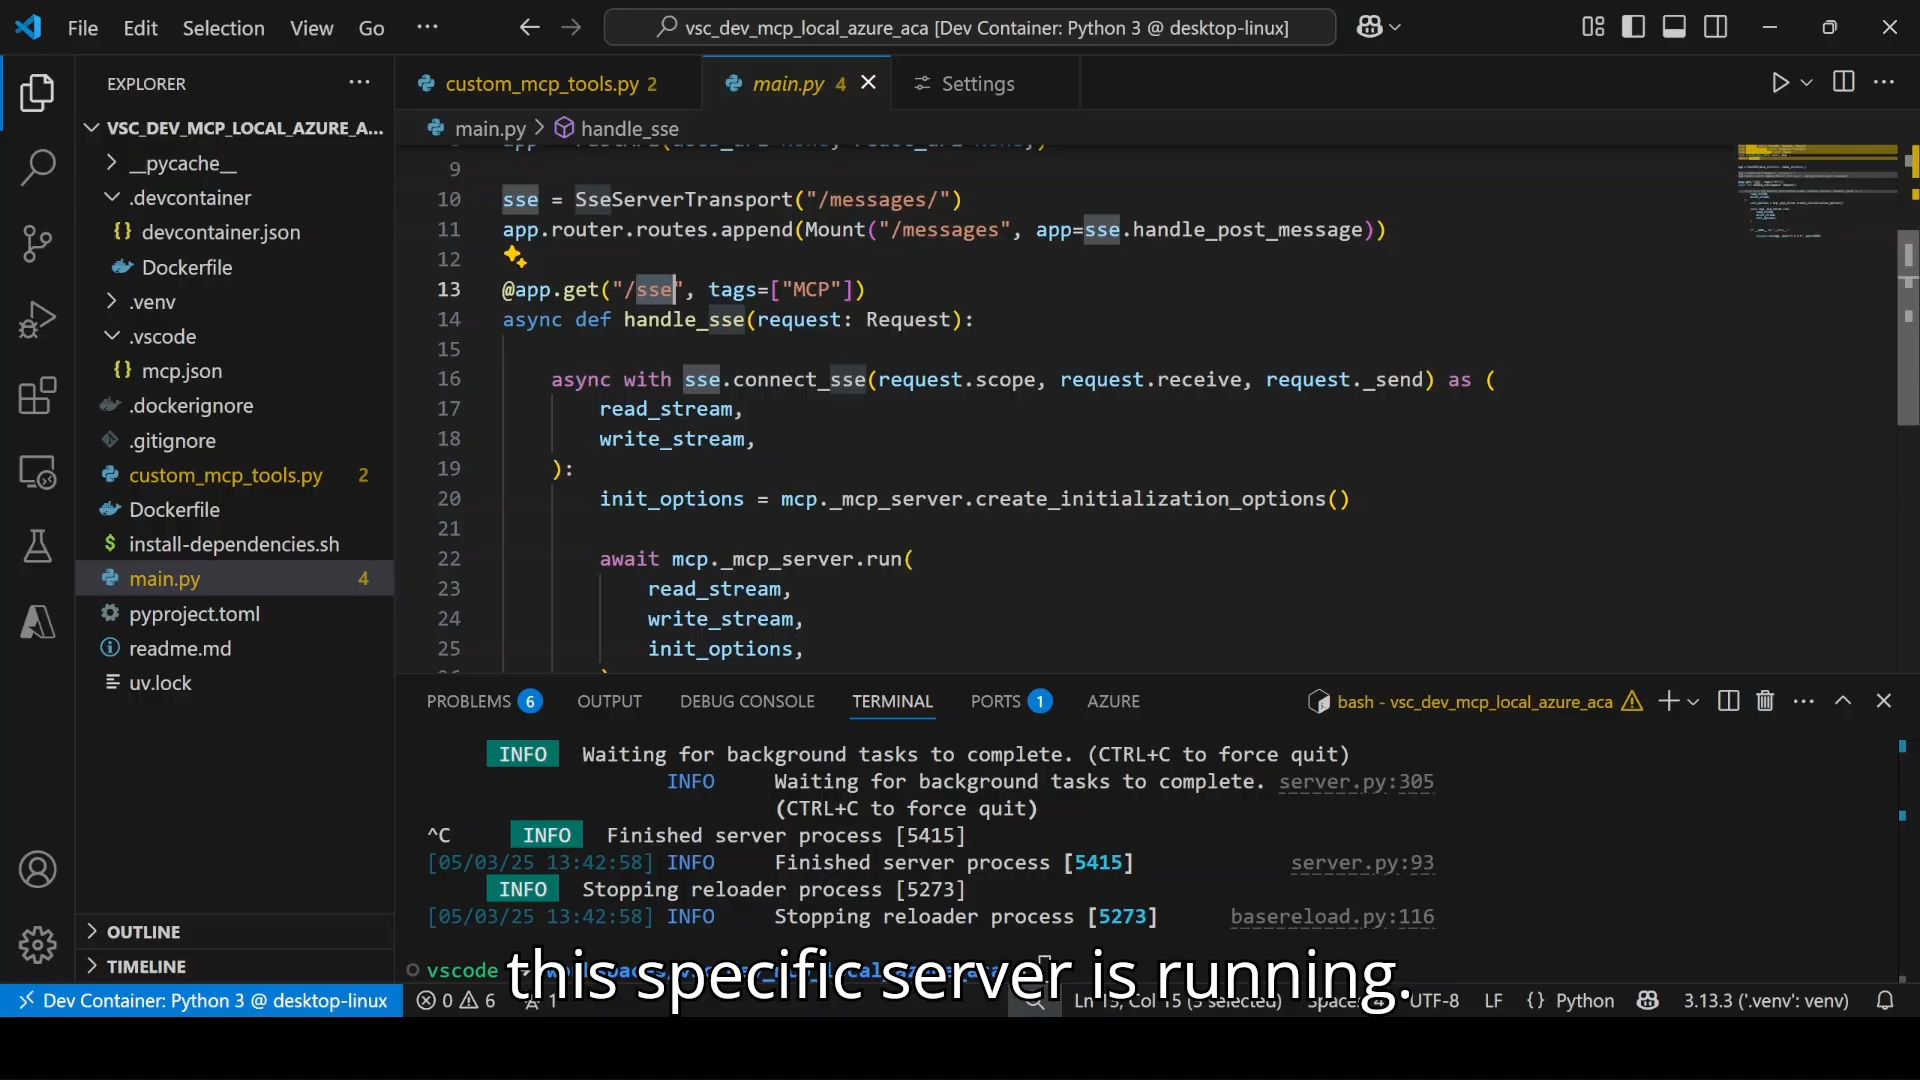 File Edit Selection View Go ··· vsc_dev_mcp_local_azure_aca [Dev Container: Python 3 @ desktop-linux]
EXPLORER ···
custom_mcp_tools.py 2 main.py 4 Settings
VSC_DEV_MCP_LOCAL_AZURE_A...
main.py > handle_sse
__pycache__
.devcontainer
devcontainer.json
Dockerfile
.venv
.vscode
mcp.json
.dockerignore
.gitignore
custom_mcp_tools.py 2
Dockerfile
install-dependencies.sh
main.py 4
pyproject.toml
readme.md
uv.lock
OUTLINE
TIMELINE
9
10 sse = SseServerTransport("/messages/")
11 app.router.routes.append(Mount("/messages", app=sse.handle_post_message))
12
13 @app.get("/sse", tags=["MCP"])
14 async def handle_sse(request: Request):
15
16 async with sse.connect_sse(request.scope, request.receive, request._send) as (
17 read_stream,
18 write_stream,
19 ):
20 init_options = mcp._mcp_server.create_initialization_options()
21
22 await mcp._mcp_server.run(
23 read_stream,
24 write_stream,
25 init_options,
PROBLEMS 6 OUTPUT DEBUG CONSOLE TERMINAL PORTS 1 AZURE bash - vsc_dev_mcp_local_azure_aca
INFO Waiting for background tasks to complete. (CTRL+C to force quit)
INFO Waiting for background tasks to complete. server.py:305
(CTRL+C to force quit)
^C INFO Finished server process [5415]
[05/03/25 13:42:58] INFO Finished server process [5415] server.py:93
INFO Stopping reloader process [5273]
[05/03/25 13:42:58] INFO Stopping reloader process [5273] basereload.py:116
vscode
this specific server is running.
Dev Container: Python 3 @ desktop-linux 0 6 1 UTF-8 LF {} Python 3.13.3 ('.venv': venv)